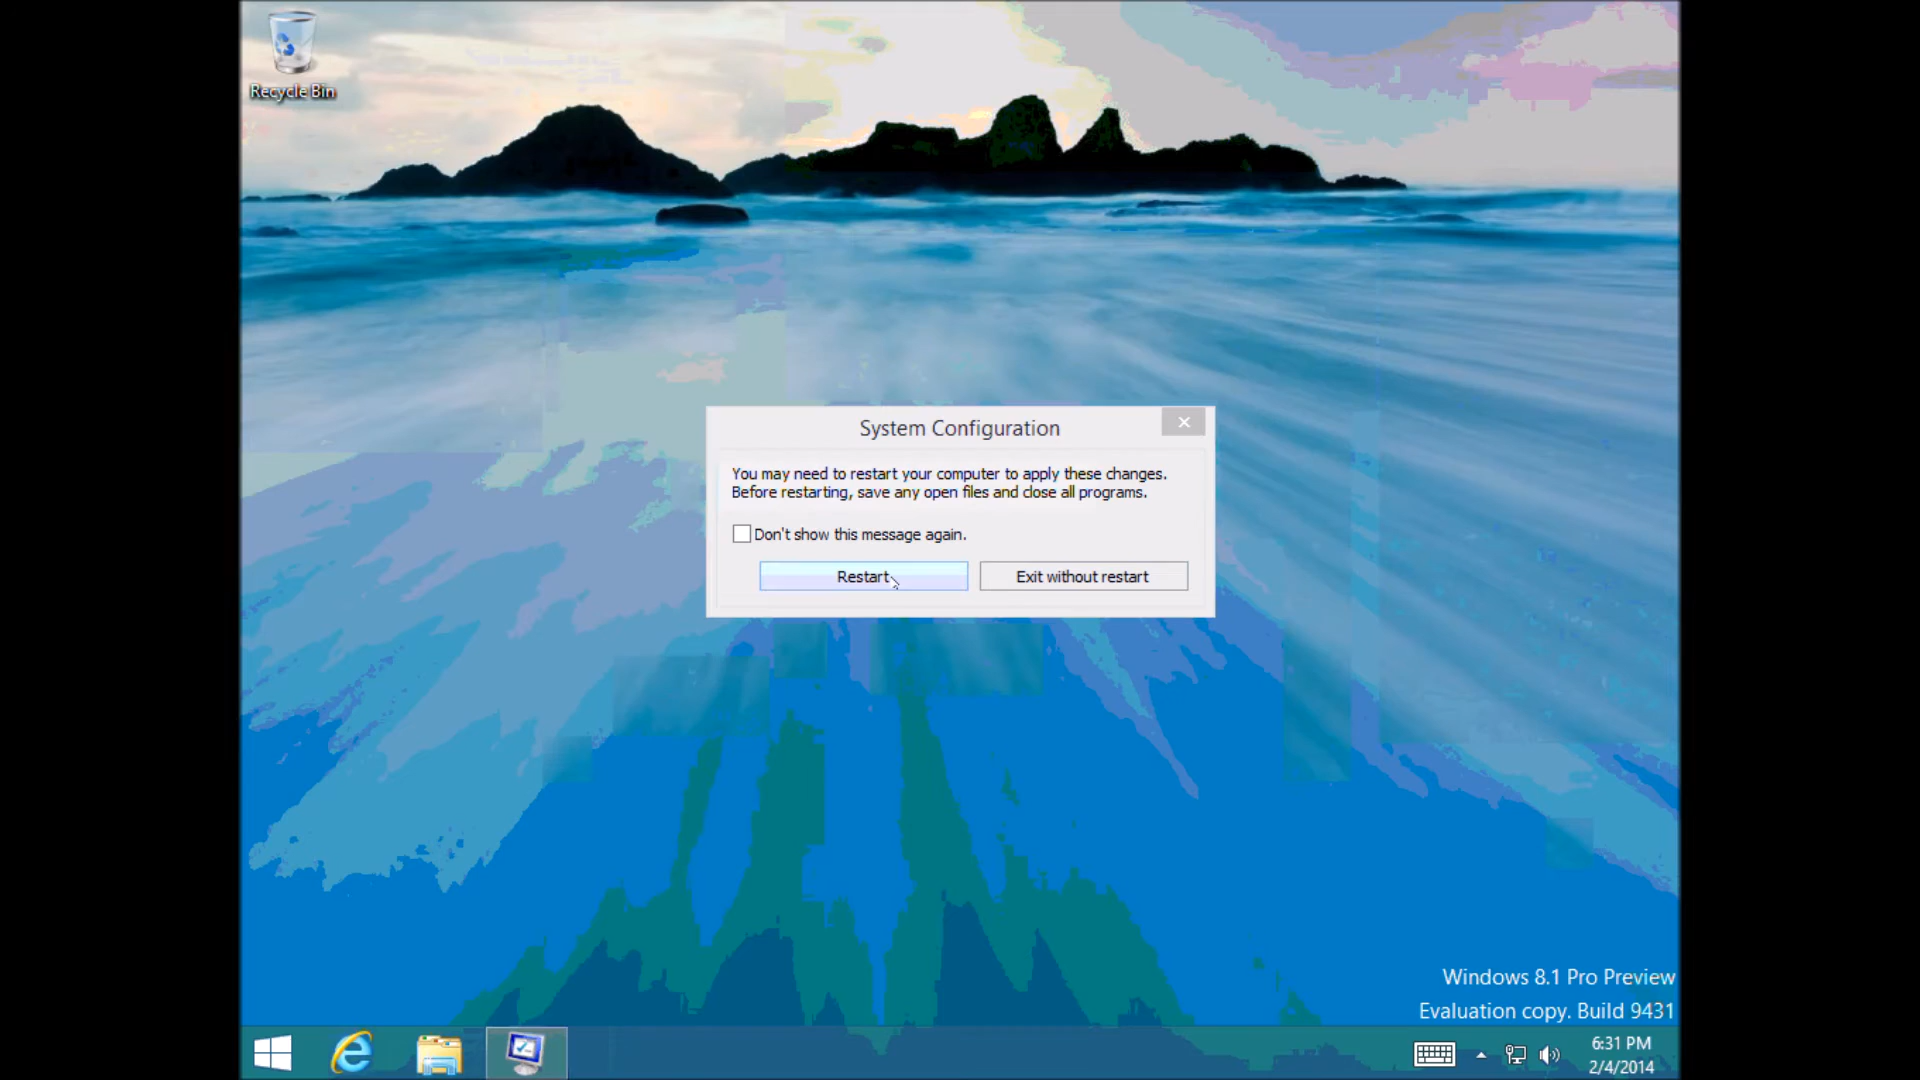 Recycle Bin
System Configuration
You may need to restart your computer to apply these changes.
Before restarting, save any open files and close all programs.
Don't show this message again.
Restart
Exit without restart
Windows 8.1 Pro Preview
Evaluation copy. Build 9431
6:31 PM
2/4/2014